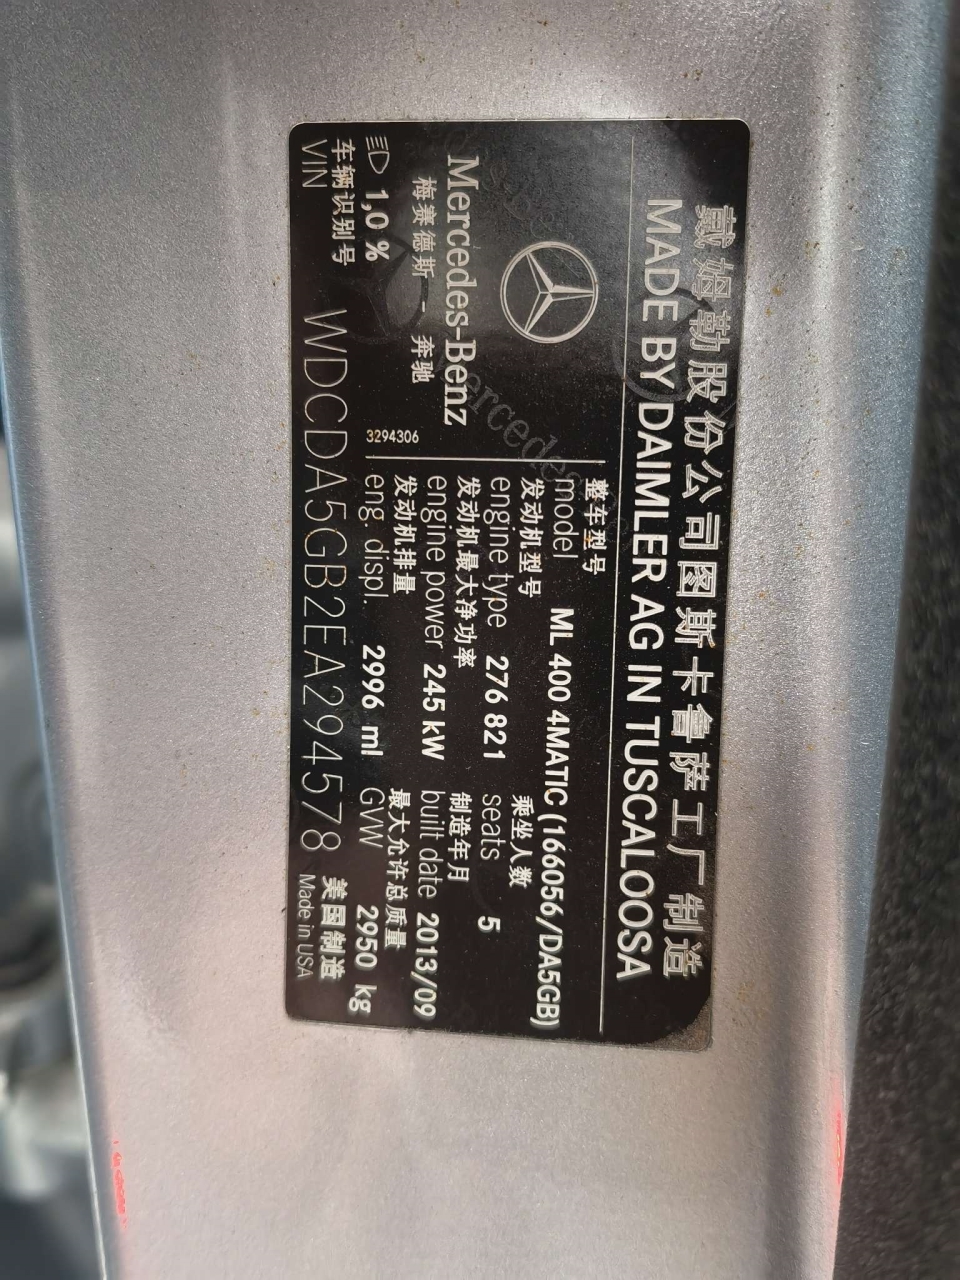 戴姆勒股份公司图斯卡鲁萨工厂制造
MADE BY DAIMLER AG IN TUSCALOOSA
Mercedes-Benz
梅赛德斯 - 奔驰
1,0 %
3294306
整车型号
model ML 400 4MATIC (166056/DA5GB)
发动机型号 乘坐人数
engine type 276 821 seats 5
发动机最大净功率 制造年月
engine power 245 kW built date 2013/09
发动机排量 最大允许总质量
eng. displ. 2996 ml GVW 2950 kg
车辆识别号 美国制造
VIN WDCDA5GB2EA294578 Made in USA